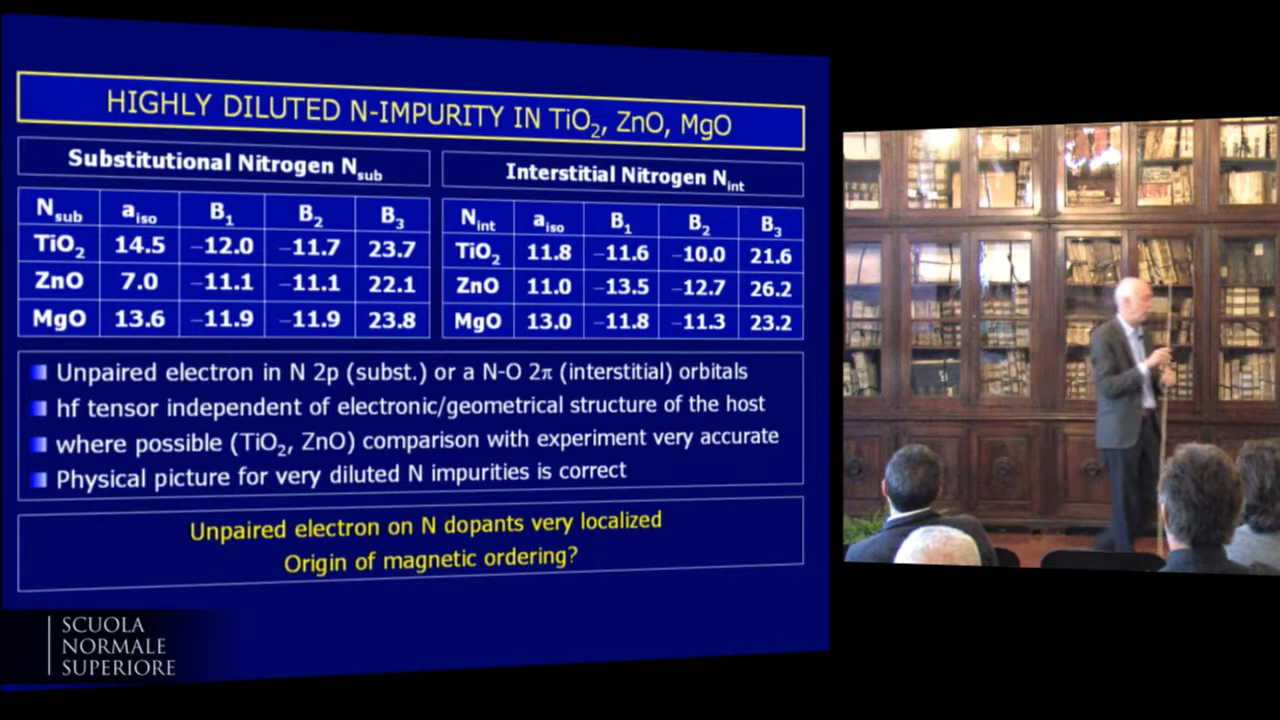 HIGHLY DILUTED N-IMPURITY IN TiO₂, ZnO, MgO
Substitutional Nitrogen Nsub
Nsub aiso B₁ B₂ B₃
TiO₂ 14.5 –12.0 –11.7 23.7
ZnO 7.0 –11.1 –11.1 22.1
MgO 13.6 –11.9 –11.9 23.8
Interstitial Nitrogen Nint
Nint aiso B₁ B₂ B₃
TiO₂ 11.8 –11.6 –10.0 21.6
ZnO 11.0 –13.5 –12.7 26.2
MgO 13.0 –11.8 –11.3 23.2
Unpaired electron in N 2p (subst.) or a N-O 2π (interstitial) orbitals
hf tensor independent of electronic/geometrical structure of the host
where possible (TiO₂, ZnO) comparison with experiment very accurate
Physical picture for very diluted N impurities is correct
Unpaired electron on N dopants very localized
Origin of magnetic ordering?
SCUOLA
NORMALE
SUPERIORE